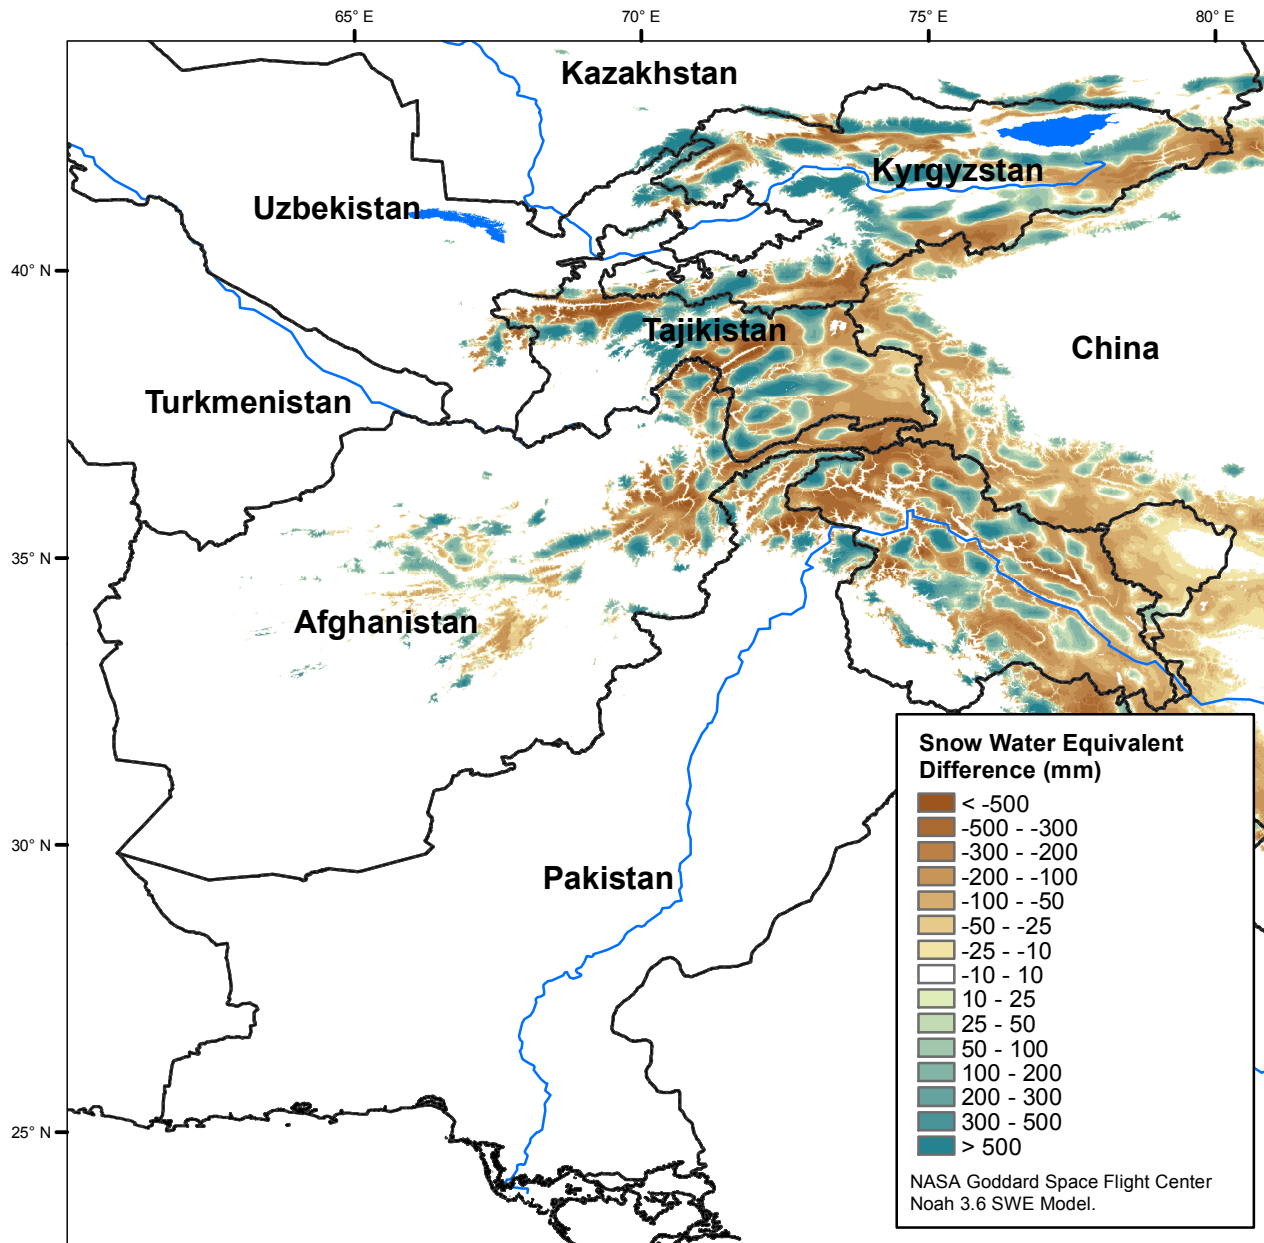 65° E
70° E
75° E
80° E
Kazakhstan
Kyrgyzstan
Uzbekistan
40° N
Tajikistan
China
Turkmenistan
35° N
Afghanistan
Snow Water Equivalent
Difference (mm)
< -500
-500 - -300
-300 - -200
-200 - -100
-100 - -50
-50 - -25
-25 - -10
-10 - 10
10 - 25
25 - 50
50 - 100
100 - 200
200 - 300
300 - 500
> 500
NASA Goddard Space Flight Center
Noah 3.6 SWE Model.
30° N
Pakistan
25° N